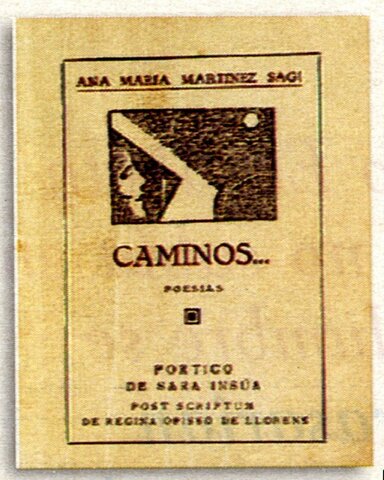 ANA MARIA MARTINEZ SAGI
CAMINOS...
POESIAS
PORTICO
DE SARA INSÚA
POST SCRIPTUM
DE REGINA OPISSO DE LLORENS